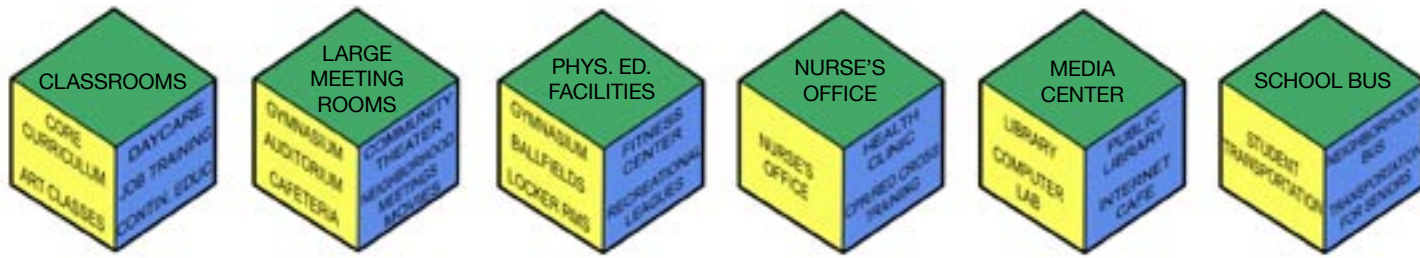 CLASSROOMS
CORE
CURRICULUM
ART CLASSES
DAYCARE
JOB TRAINING
CONTIN. EDUC.
LARGE
MEETING
ROOMS
GYMNASIUM
AUDITORIUM
CAFETERIA
COMMUNITY
THEATER
NEIGHBORHOOD
MEETINGS
MOVIES
PHYS. ED.
FACILITIES
GYMNASIUM
BALLFIELDS
LOCKER RMS
FITNESS
CENTER
RECREATIONAL
LEAGUES
NURSE'S
OFFICE
NURSE'S
OFFICE
HEALTH
CLINIC
CPR/RED CROSS
TRAINING
MEDIA
CENTER
LIBRARY
COMPUTER
LAB
PUBLIC
LIBRARY
INTERNET
CAFE
SCHOOL BUS
STUDENT
TRANSPORTATION
NEIGHBORHOOD
BUS
TRANSPORTATION
FOR SENIORS